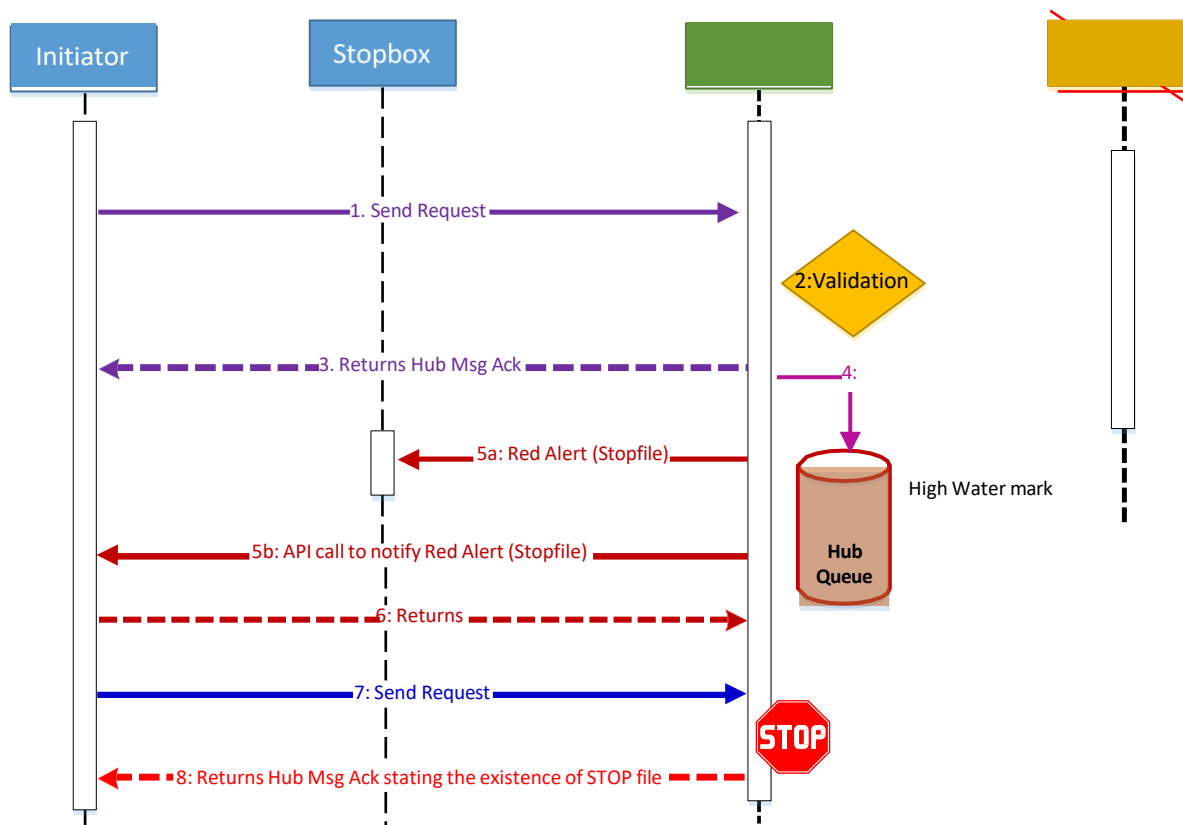 Initiator
Stopbox
1. Send Request
2:Validation
3. Returns Hub Msg Ack
4:
5a: Red Alert (Stopfile)
High Water mark
5b: API call to notify Red Alert (Stopfile)
Hub
Queue
6: Returns
7: Send Request
STOP
8: Returns Hub Msg Ack stating the existence of STOP file